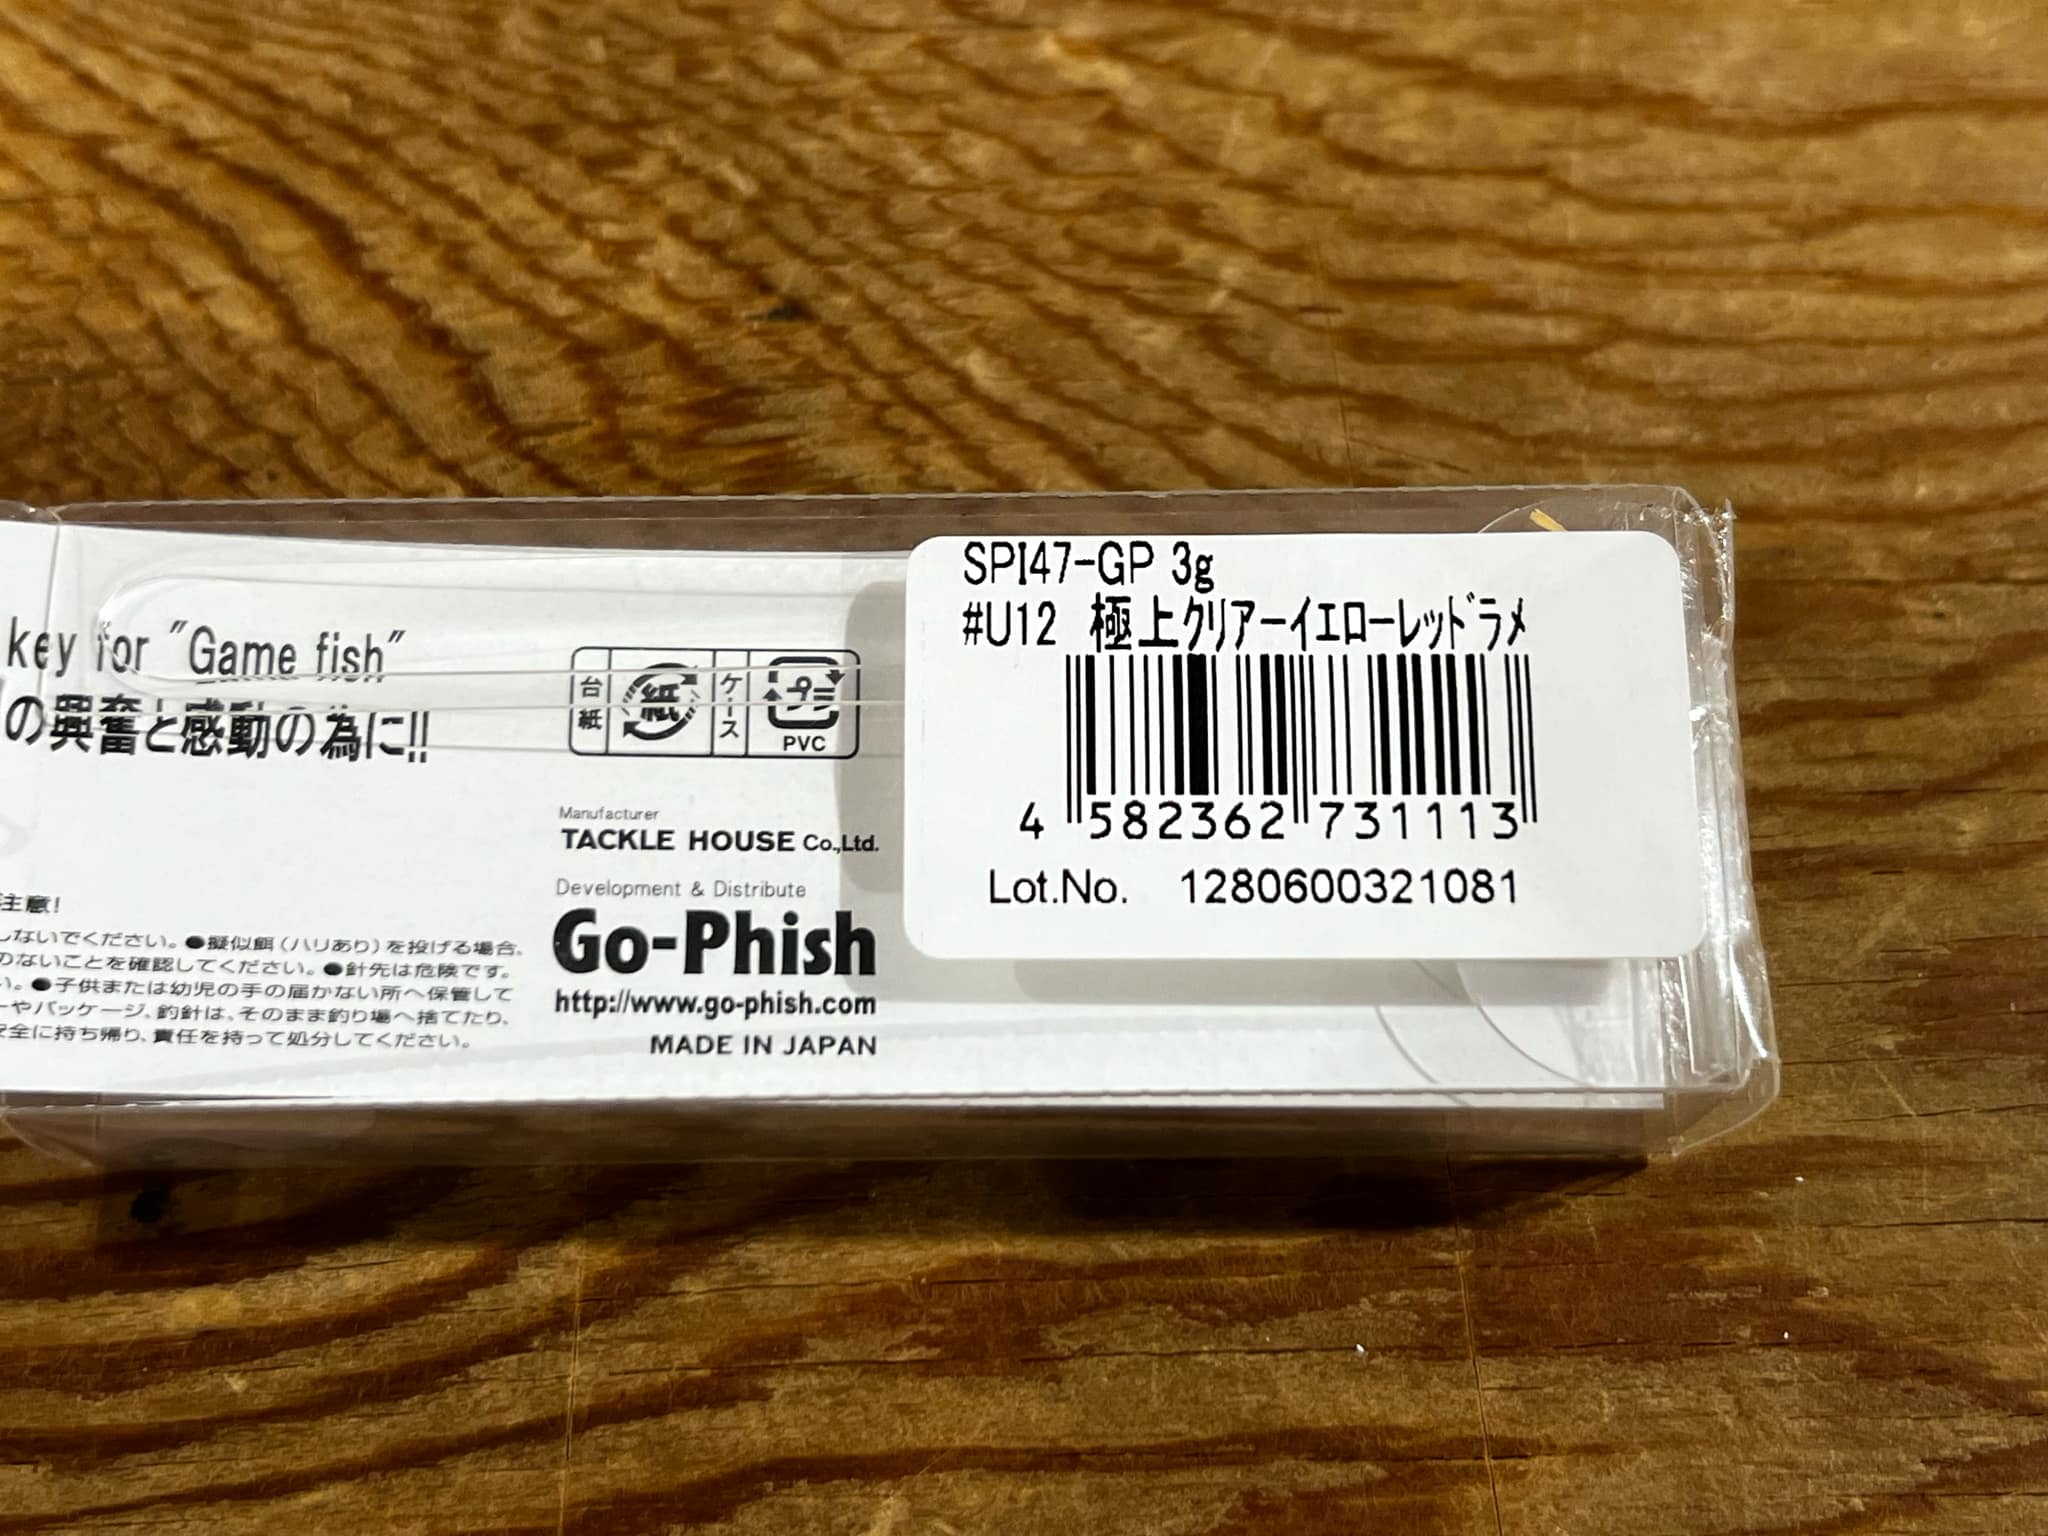 key for "Game fish"
の興奮と感動の為に!!
台紙
紙
ケース
プラ
PVC
Manufacturer
TACKLE HOUSE Co.,Ltd.
Development & Distribute
Go-Phish
http://www.go-phish.com
MADE IN JAPAN
注意!
しないでください。●擬似餌(ハリあり)を投げる場合、
のないことを確認してください。●針先は危険です。
い。●子供または幼児の手の届かない所へ保管して
ーやパッケージ、釣針は、そのまま釣り場へ捨てたり、
安全に持ち帰り、責任を持って処分してください。
SPI47-GP 3g
#U12 極上クリアーイエローレッドラメ
4 582362 731113
Lot.No. 1280600321081